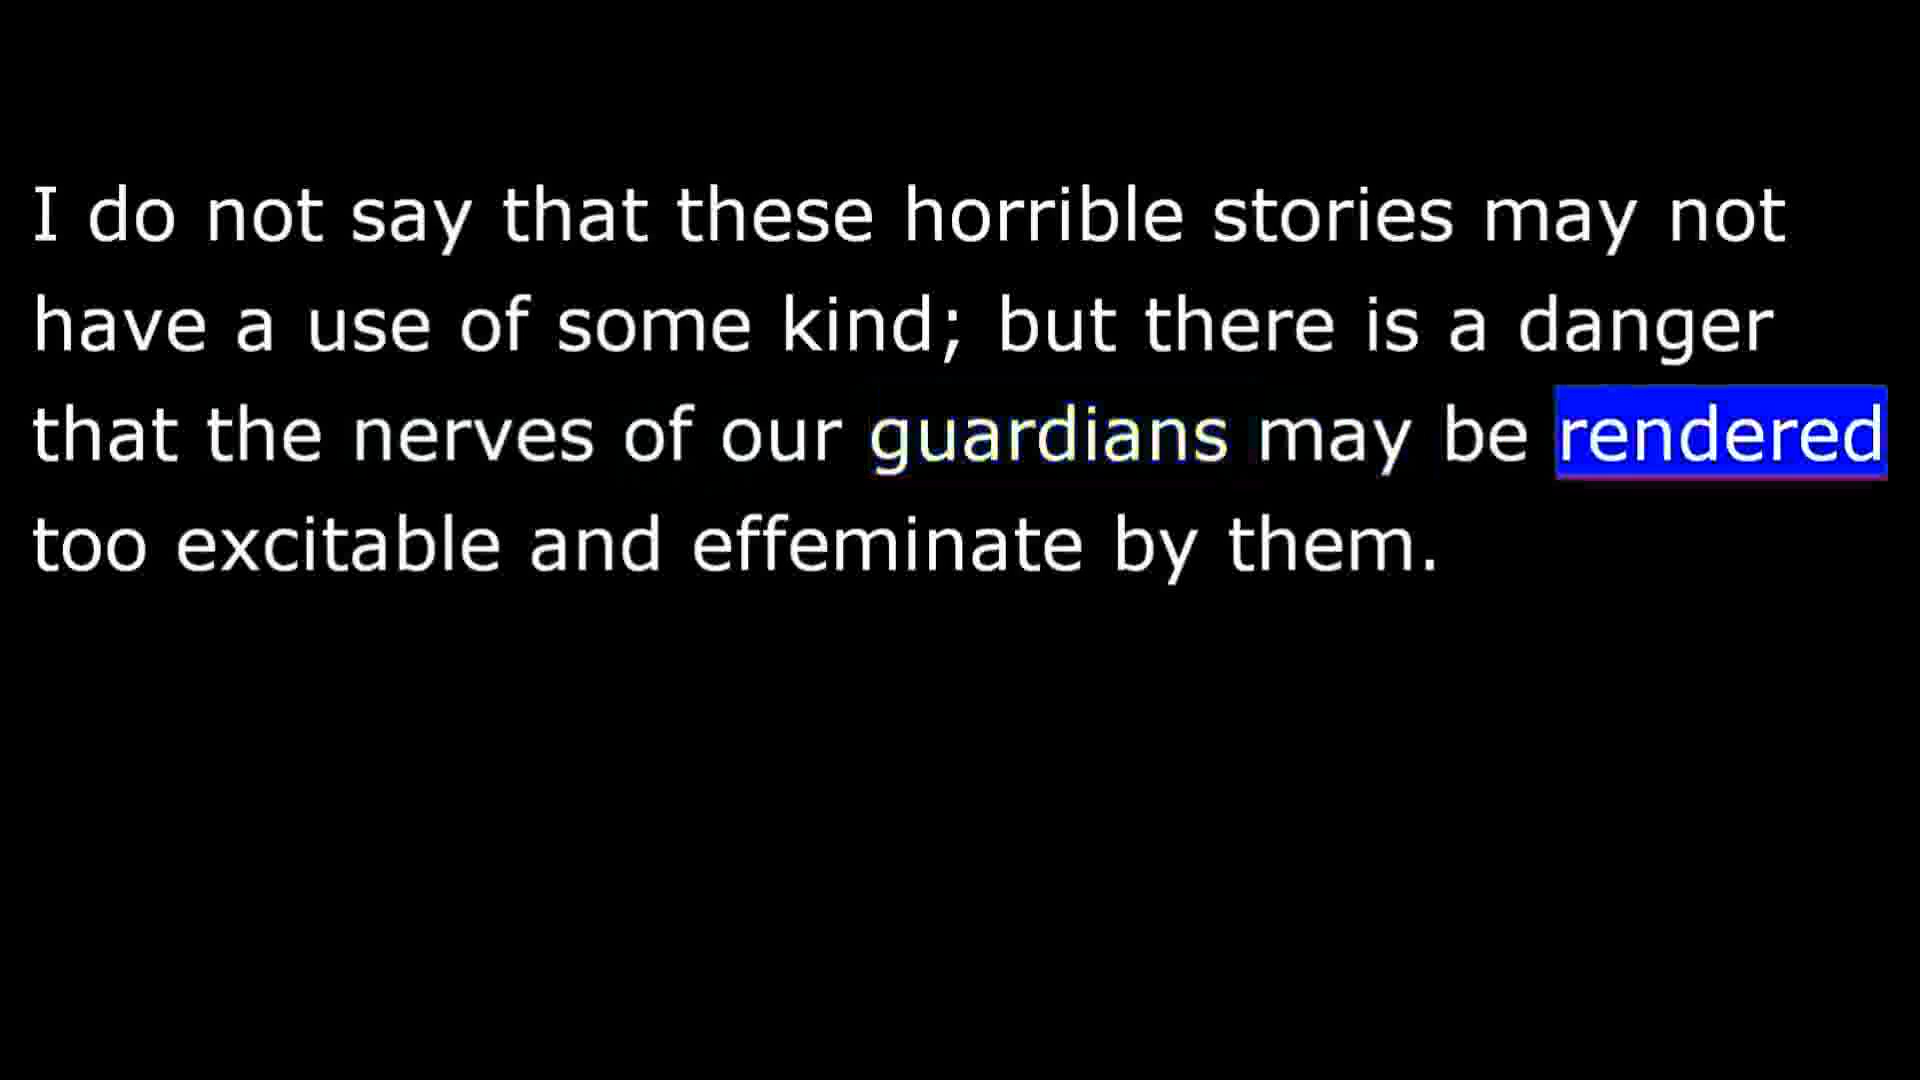 I do not say that these horrible stories may not
have a use of some kind; but there is a danger
that the nerves of our guardians may be rendered
too excitable and effeminate by them.